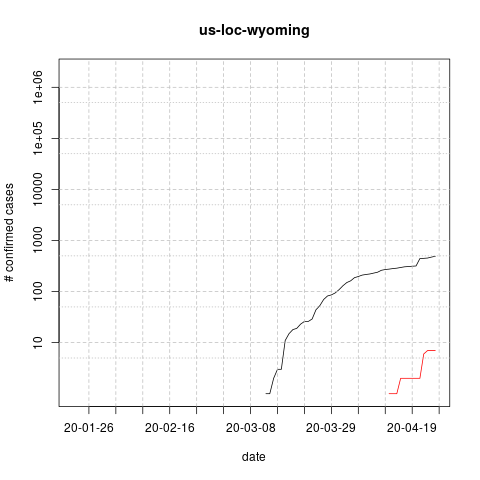 us-loc-wyoming
# confirmed cases
1e+06
1e+05
10000
1000
100
10
20-01-26
20-02-16
20-03-08
20-03-29
20-04-19
date